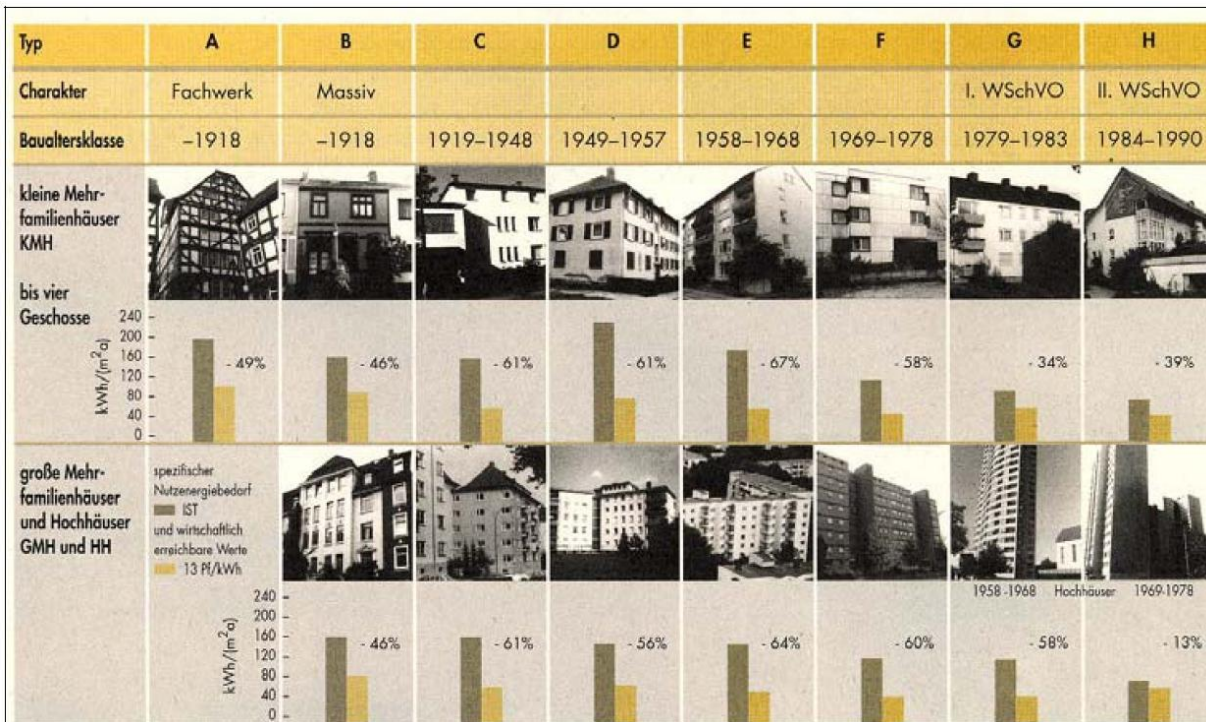 Typ A B C D E F G H
Charakter Fachwerk Massiv I. WSchVO II. WSchVO
Baualtersklasse –1918 –1918 1919–1948 1949–1957 1958–1968 1969–1978 1979–1983 1984–1990
kleine Mehr-
familienhäuser
KMH
bis vier
Geschosse
kWh/(m²a)
240
200
160
120
80
40
0
- 49% - 46% - 61% - 61% - 67% - 58% - 34% - 39%
große Mehr-
familienhäuser
und Hochhäuser
GMH und HH
spezifischer
Nutzenergiebedarf
IST
und wirtschaftlich
erreichbare Werte
13 Pf/kWh
1958-1968 Hochhäuser 1969-1978
kWh/(m²a)
240
200
160
120
80
40
0
- 46% - 61% - 56% - 64% - 60% - 58% - 13%